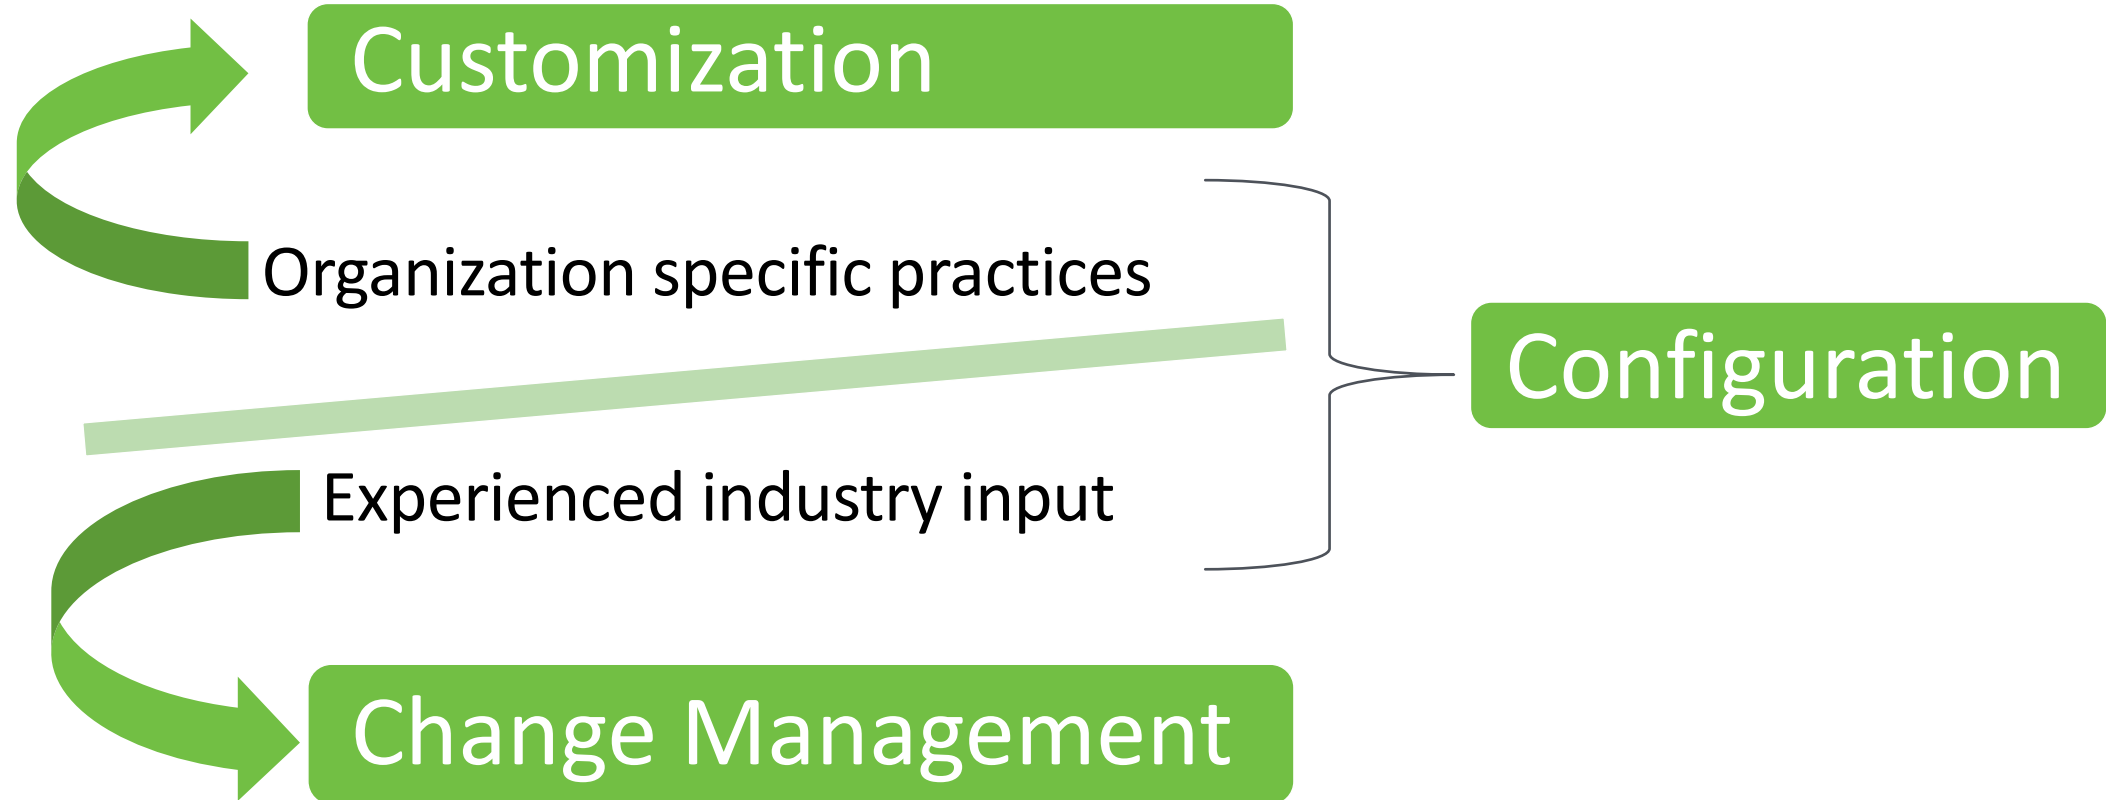 Customization
Organization specific practices
Configuration
Experienced industry input
Change Management